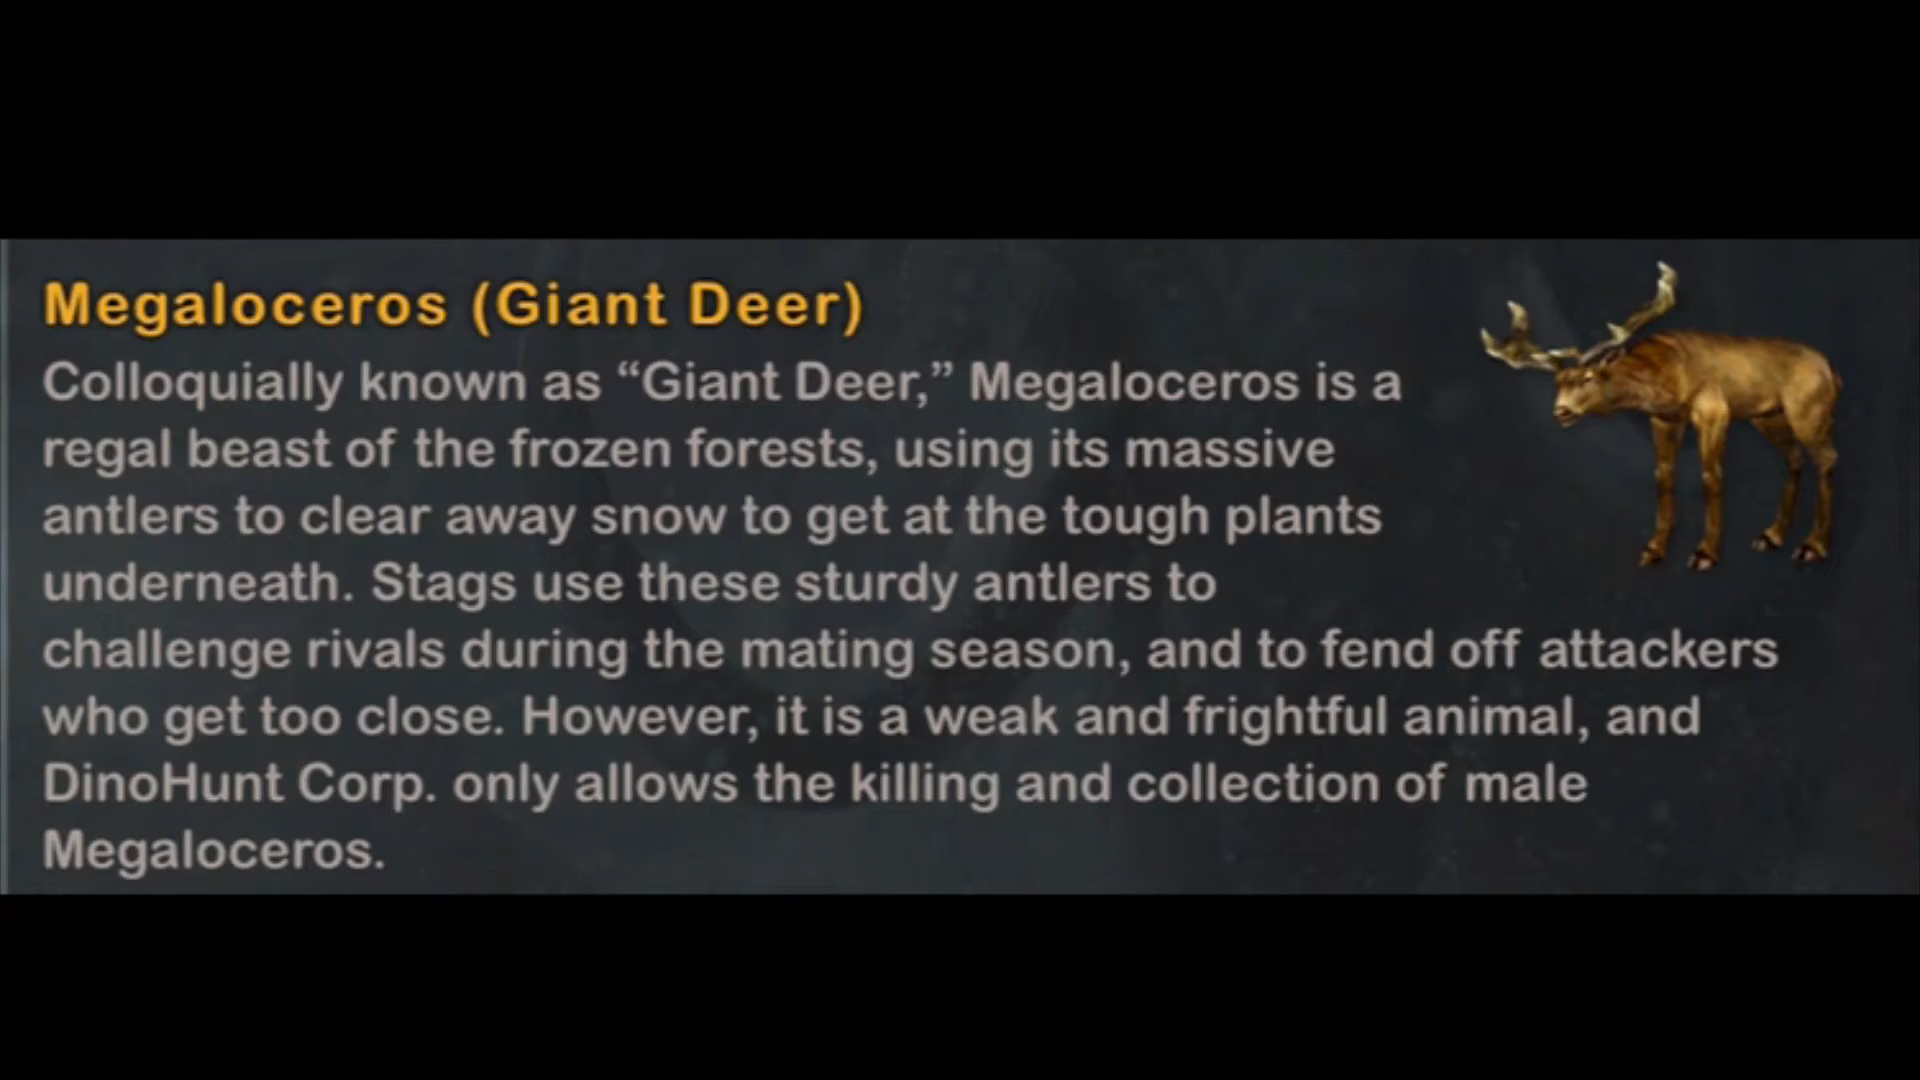 Megaloceros (Giant Deer)
Colloquially known as “Giant Deer,” Megaloceros is a
regal beast of the frozen forests, using its massive
antlers to clear away snow to get at the tough plants
underneath. Stags use these sturdy antlers to
challenge rivals during the mating season, and to fend off attackers
who get too close. However, it is a weak and frightful animal, and
DinoHunt Corp. only allows the killing and collection of male
Megaloceros.